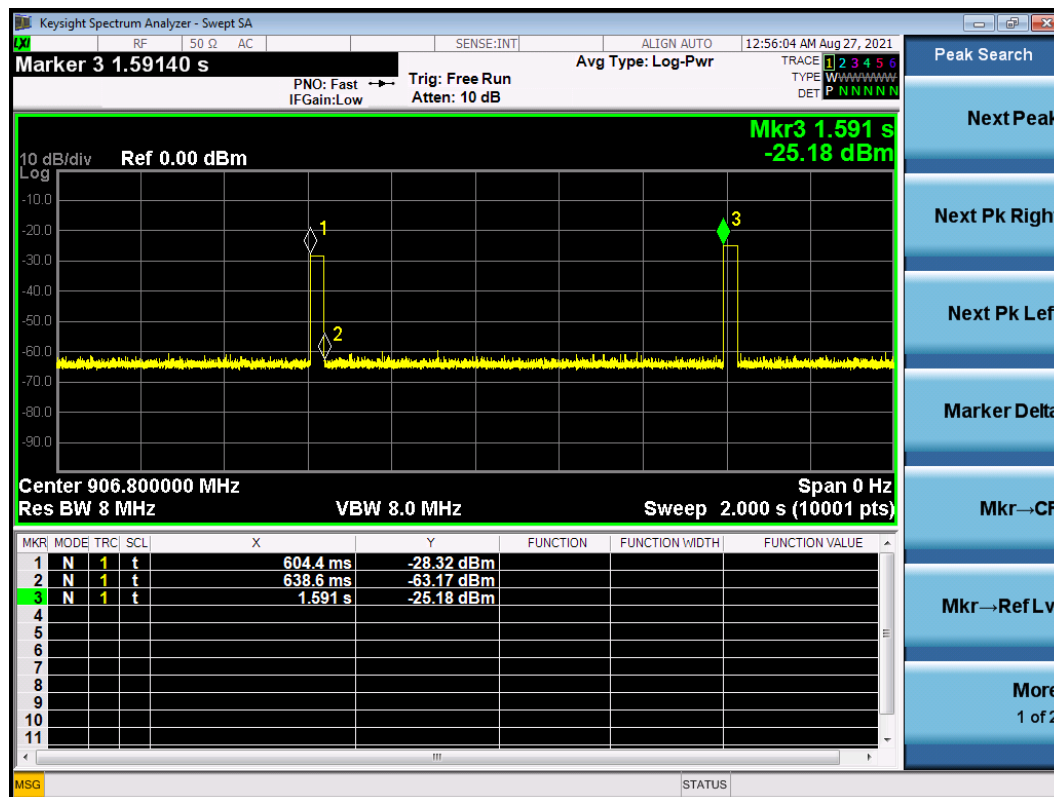 Keysight Spectrum Analyzer - Swept SA
LXI RF 50 Ω AC SENSE:INT ALIGN AUTO 12:56:04 AM Aug 27, 2021
Marker 3 1.59140 s
PNO: Fast
IFGain:Low
Trig: Free Run
Atten: 10 dB
Avg Type: Log-Pwr
TRACE 1 2 3 4 5 6
TYPE WWWWWW
DET P N N N N N
Mkr3 1.591 s
-25.18 dBm
10 dB/div Ref 0.00 dBm
Log
-10.0
-20.0
-30.0
-40.0
-50.0
-60.0
-70.0
-80.0
-90.0
1
2
3
Center 906.800000 MHz Span 0 Hz
Res BW 8 MHz VBW 8.0 MHz Sweep 2.000 s (10001 pts)
MKR MODE TRC SCL X Y FUNCTION FUNCTION WIDTH FUNCTION VALUE
1 N 1 t 604.4 ms -28.32 dBm
2 N 1 t 638.6 ms -63.17 dBm
3 N 1 t 1.591 s -25.18 dBm
4
5
6
7
8
9
10
11
MSG STATUS
Peak Search
Next Peak
Next Pk Righ
Next Pk Lef
Marker Delta
Mkr→CF
Mkr→Ref Lv
More
1 of 2